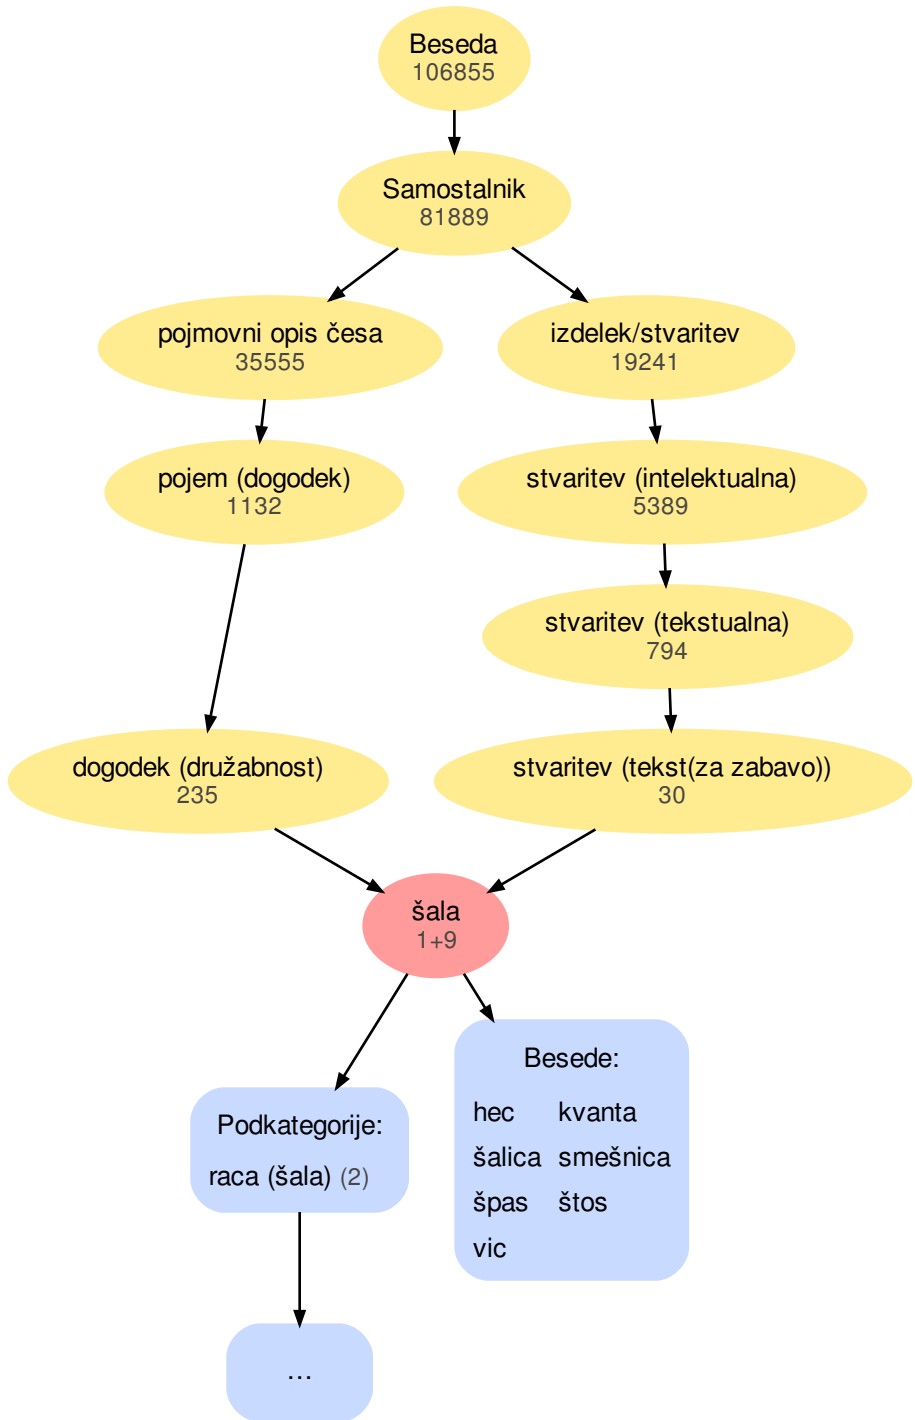 Beseda
106855
Samostalnik
81889
pojmovni opis česa
35555
izdelek/stvaritev
19241
pojem (dogodek)
1132
stvaritev (intelektualna)
5389
stvaritev (tekstualna)
794
dogodek (družabnost)
235
stvaritev (tekst(za zabavo))
30
šala
1+9
Besede:
hec kvanta
šalica smešnica
špas štos
vic
Podkategorije:
raca (šala) (2)
…